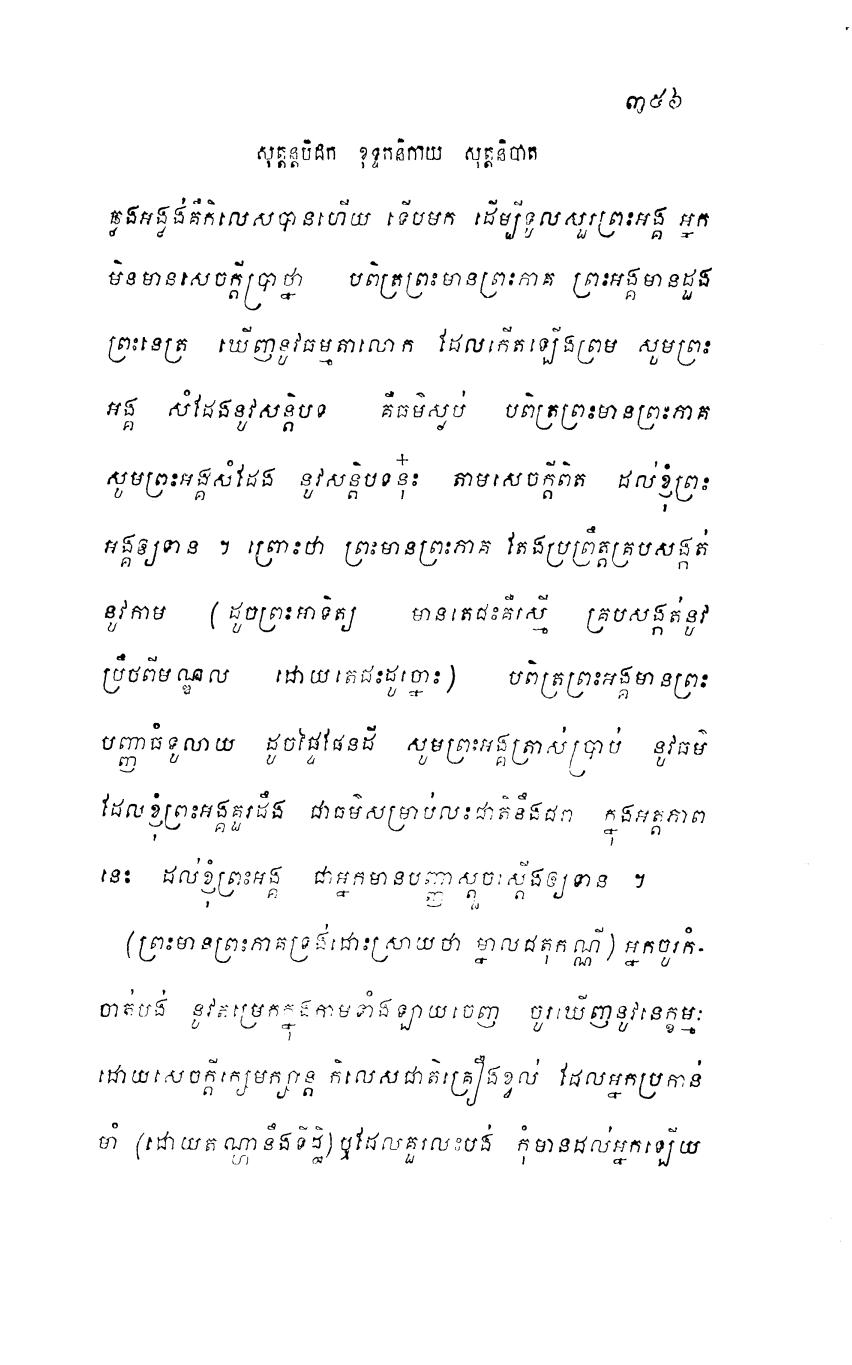 ៣៥៦
សុត្តន្តបិដក ខុទ្ទកនិកាយ សុត្តនិបាត
ឆ្លងអង្វង់គឺកិលេសបានហើយ ទើបមក ដើម្បីទូលសួរព្រះអង្គ អ្នក
មិនមានសេចក្តីប្រាថ្នា បពិត្រព្រះមានព្រះភាគ ព្រះអង្គមានដួង
ព្រះនេត្រ ឃើញនូវធម្មតាលោក ដែលកើតឡើងព្រម សូមព្រះ
អង្គ សំដែងនូវសន្តិបទ គឺធម៌ស្ងប់ បពិត្រព្រះមានព្រះភាគ
សូមព្រះអង្គសំដែង នូវសន្តិបទនុ៎ះ តាមសេចក្តីពិត ដល់ខ្ញុំព្រះ
អង្គឲ្យទាន ។ ព្រោះថា ព្រះមានព្រះភាគ តែងប្រព្រឹត្តគ្របសង្កត់
នូវកាម (ដូចព្រះអាទិត្យ មានតេជះគឺរស្មី គ្របសង្កត់នូវ
ប្រឹថពីមណ្ឌល ដោយតេជះដូច្នោះ) បពិត្រព្រះអង្គមានព្រះ
បញ្ញាធំទូលាយ ដូចផ្ទៃផែនដី សូមព្រះអង្គត្រាស់ប្រាប់ នូវធម៌
ដែលខ្ញុំព្រះអង្គគួរដឹង ជាធម៌សម្រាប់លះជាតិនឹងជរា ក្នុងអត្តភាព
នេះ ដល់ខ្ញុំព្រះអង្គ ជាអ្នកមានបញ្ញាស្តួចស្តើងឲ្យទាន ។
(ព្រះមានព្រះភាគទ្រង់ដោះស្រាយថា ម្នាលជតុកណ្ណី) អ្នកចូរកំ-
ចាត់បង់ នូវតម្រេកក្នុងកាមទាំងឡាយចេញ ចូរឃើញនូវនេក្ខម្មៈ
ដោយសេចក្តីក្សេមក្សាន្ត កិលេសជាតិគ្រឿងខ្វល់ ដែលអ្នកប្រកាន់
មាំ (ដោយតណ្ហានឹងទិដ្ឋិ) ឬដែលគួរលះបង់ កុំមានដល់អ្នកឡើយ